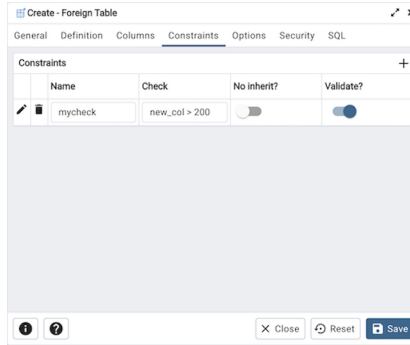 Create - Foreign Table
General Definition Columns Constraints Options Security SQL
Constraints
Name Check No inherit? Validate?
mycheck new_col > 200
Close Reset Save